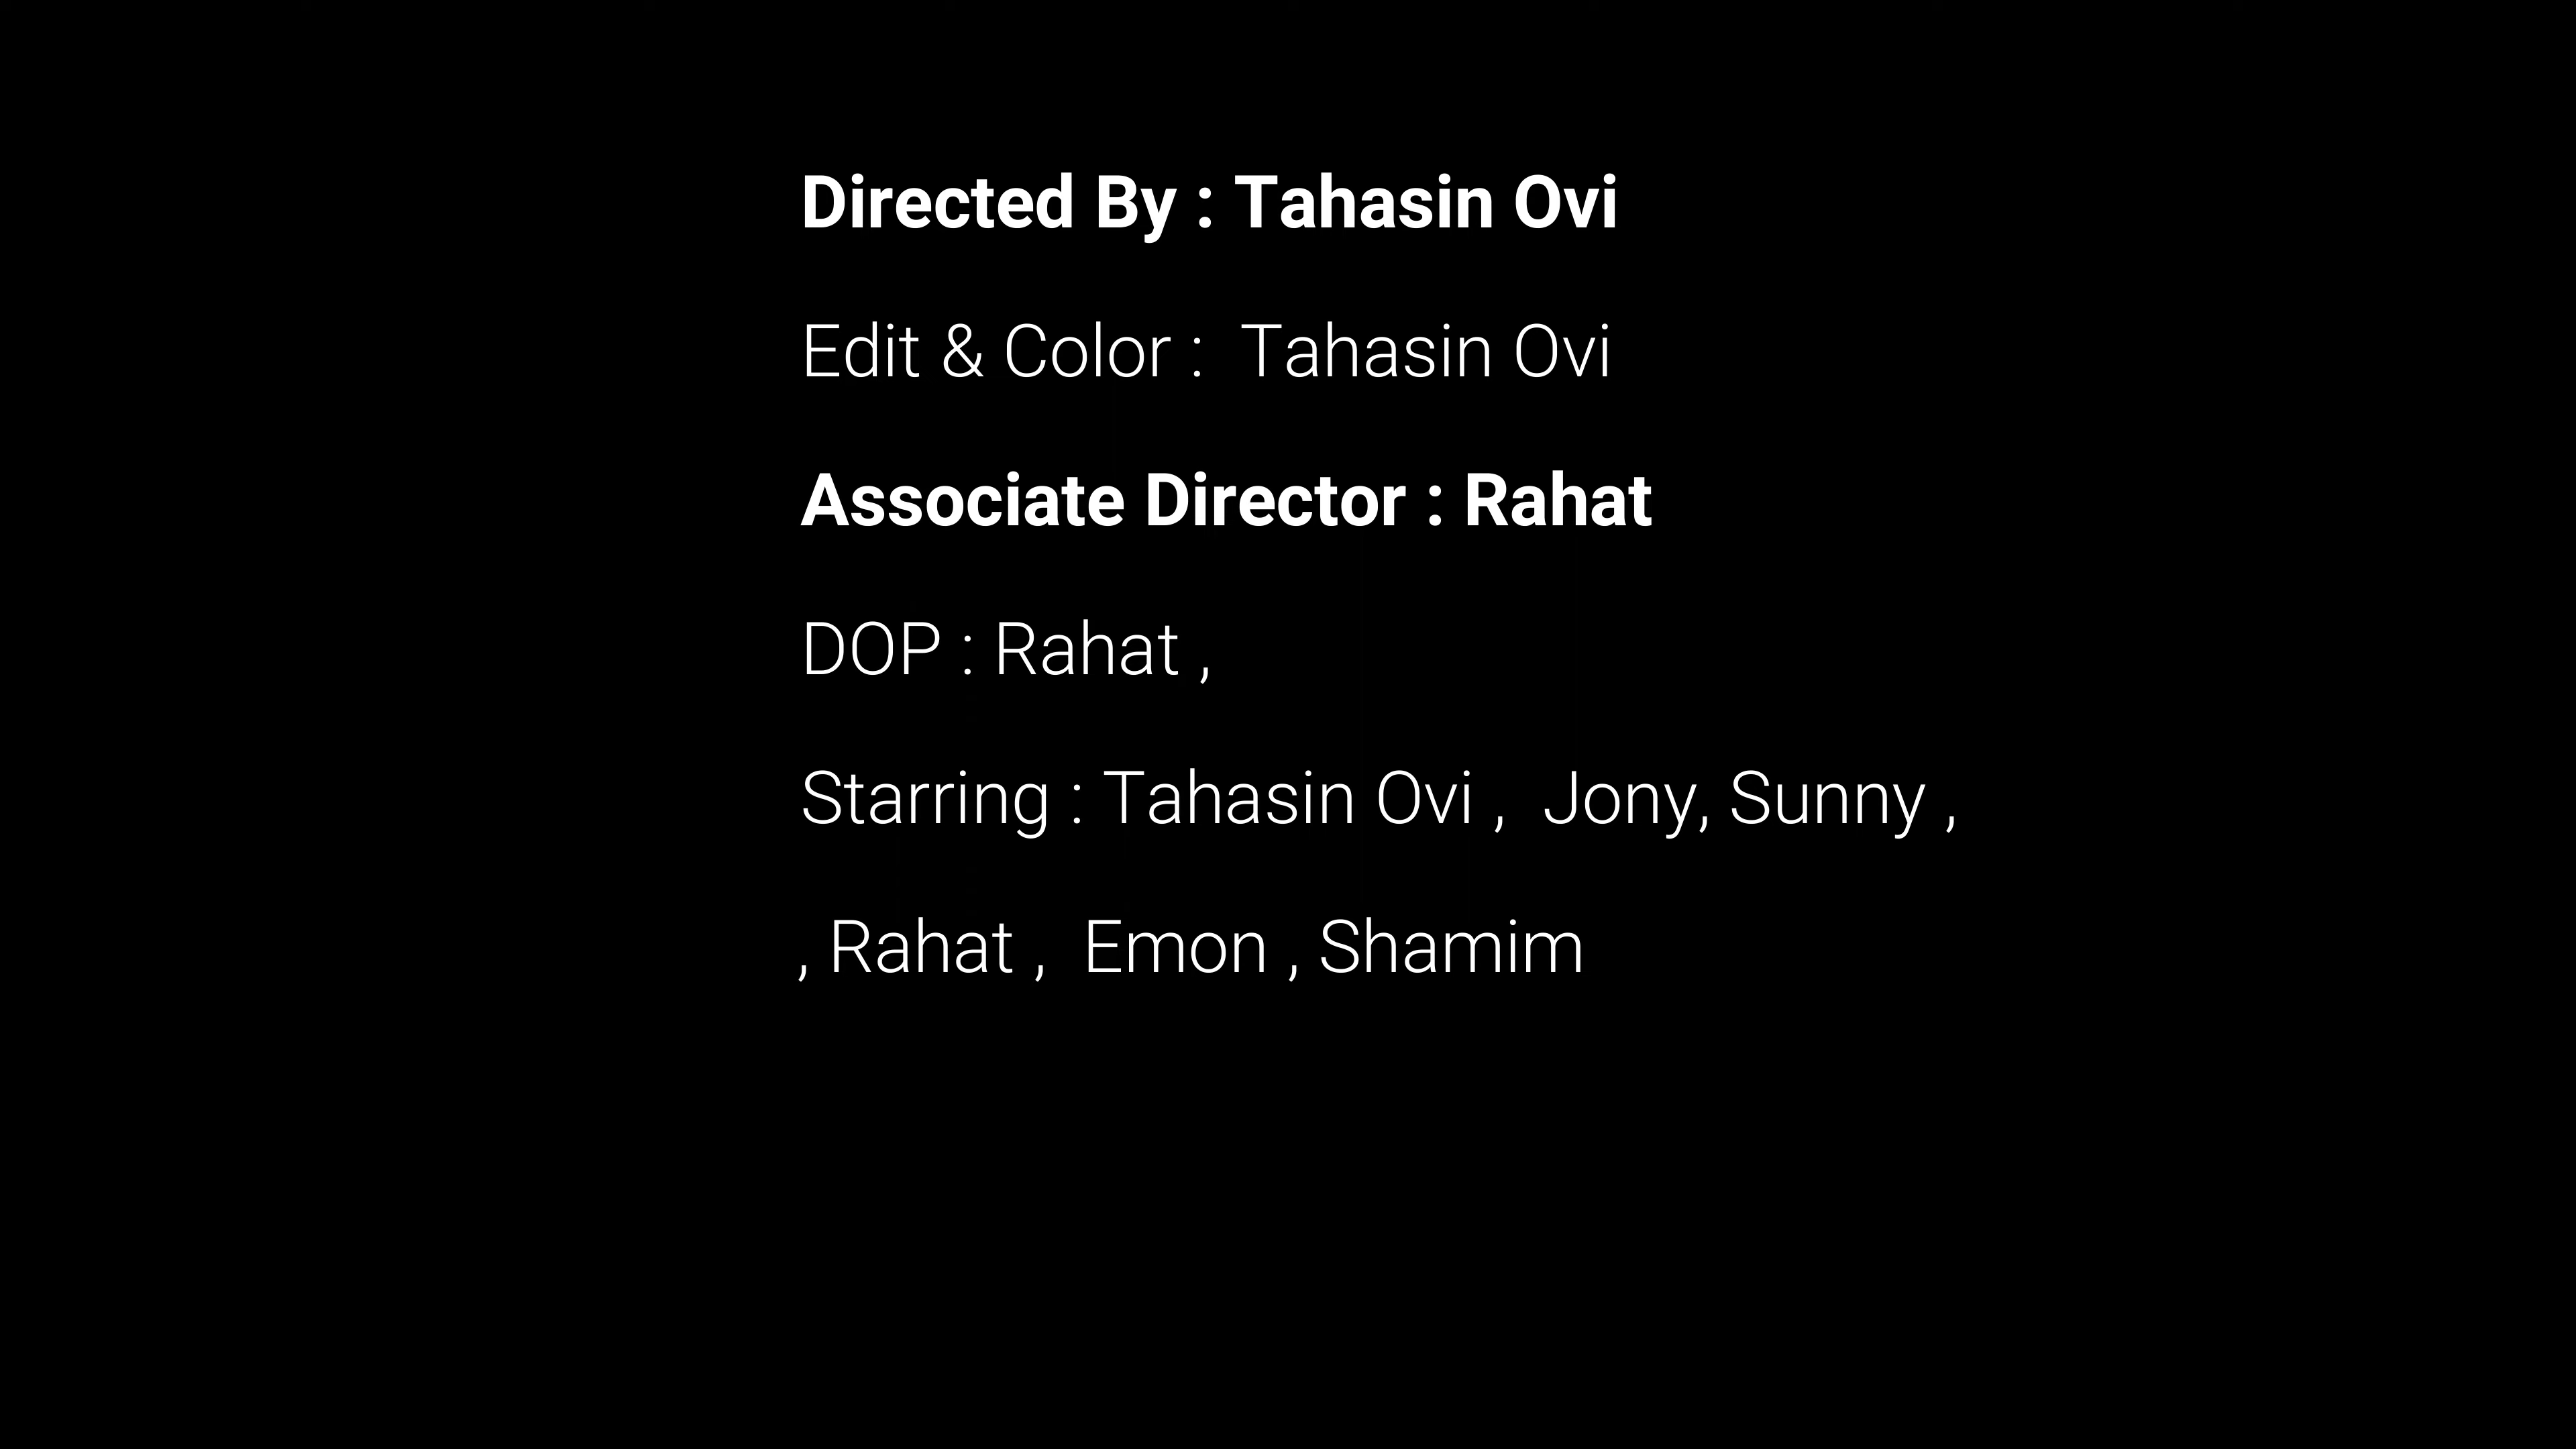 Directed By : Tahasin Ovi
Edit & Color :  Tahasin Ovi
Associate Director : Rahat
DOP : Rahat ,
Starring : Tahasin Ovi ,  Jony, Sunny ,
, Rahat ,  Emon , Shamim